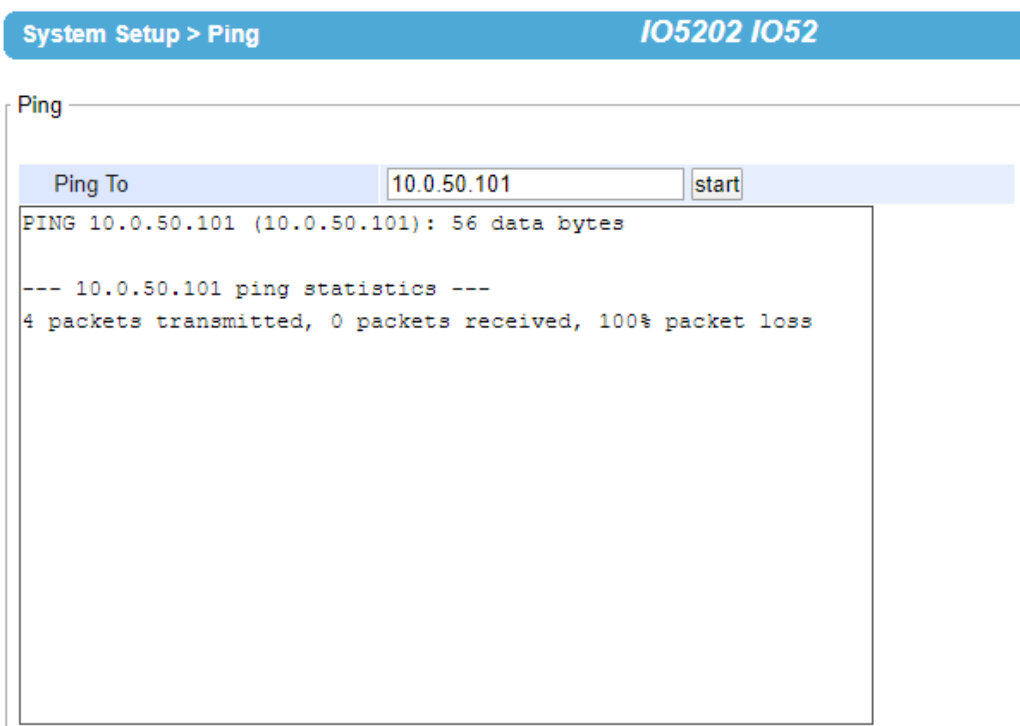 System Setup > Ping
IO5202 IO52
Ping
Ping To
10.0.50.101
start
PING 10.0.50.101 (10.0.50.101): 56 data bytes
--- 10.0.50.101 ping statistics ---
4 packets transmitted, 0 packets received, 100% packet loss